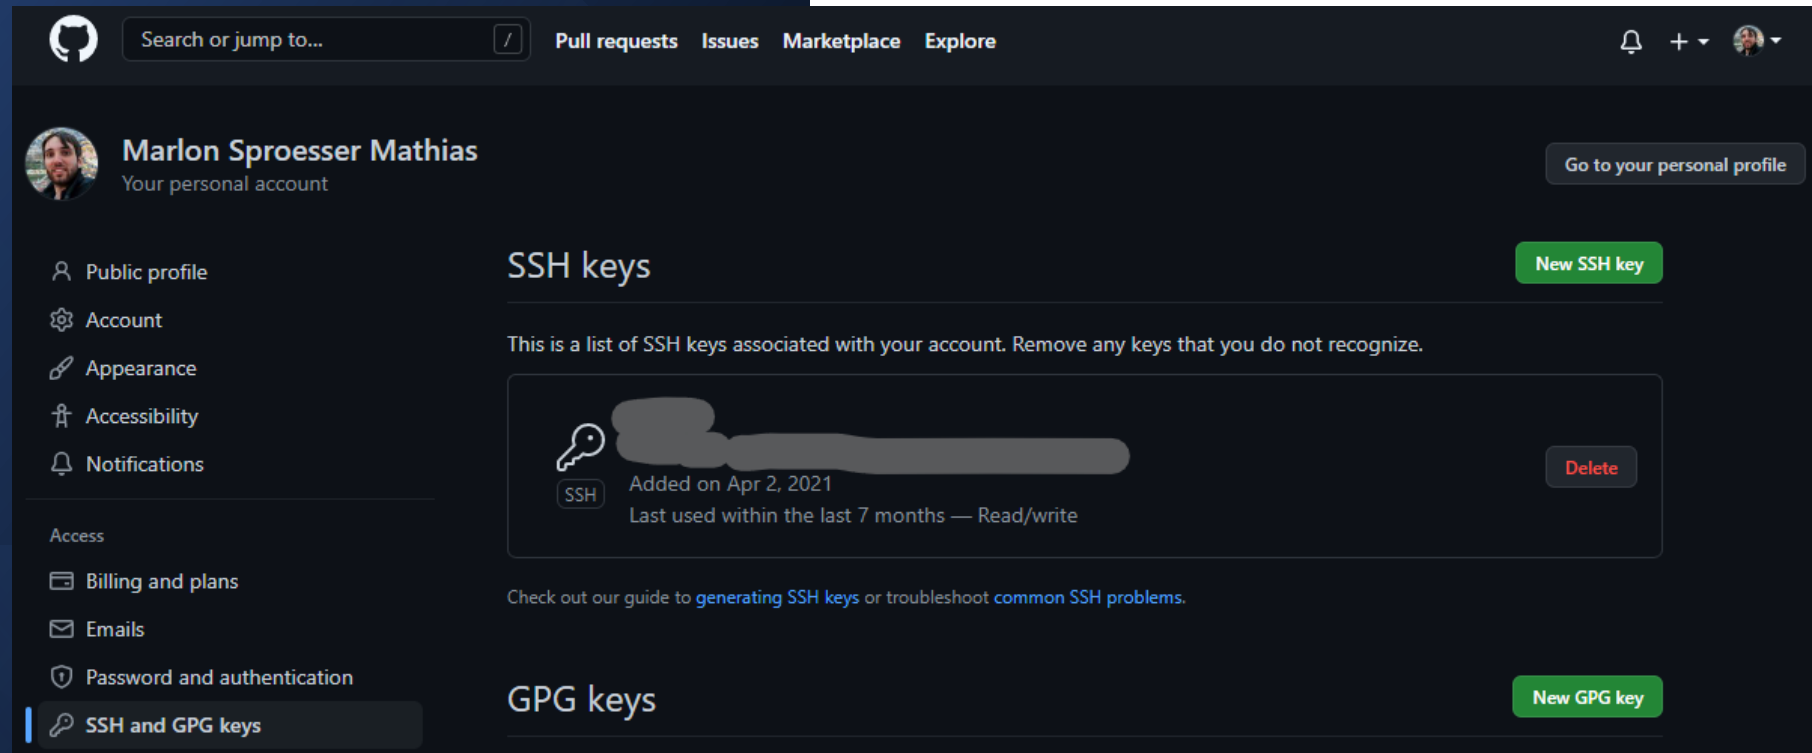 Search or jump to... /
Pull requests Issues Marketplace Explore
Marlon Sproesser Mathias
Your personal account
Go to your personal profile
Public profile
Account
Appearance
Accessibility
Notifications
Access
Billing and plans
Emails
Password and authentication
SSH and GPG keys
SSH keys
New SSH key
This is a list of SSH keys associated with your account. Remove any keys that you do not recognize.
SSH
Added on Apr 2, 2021
Last used within the last 7 months — Read/write
Delete
Check out our guide to generating SSH keys or troubleshoot common SSH problems.
GPG keys
New GPG key